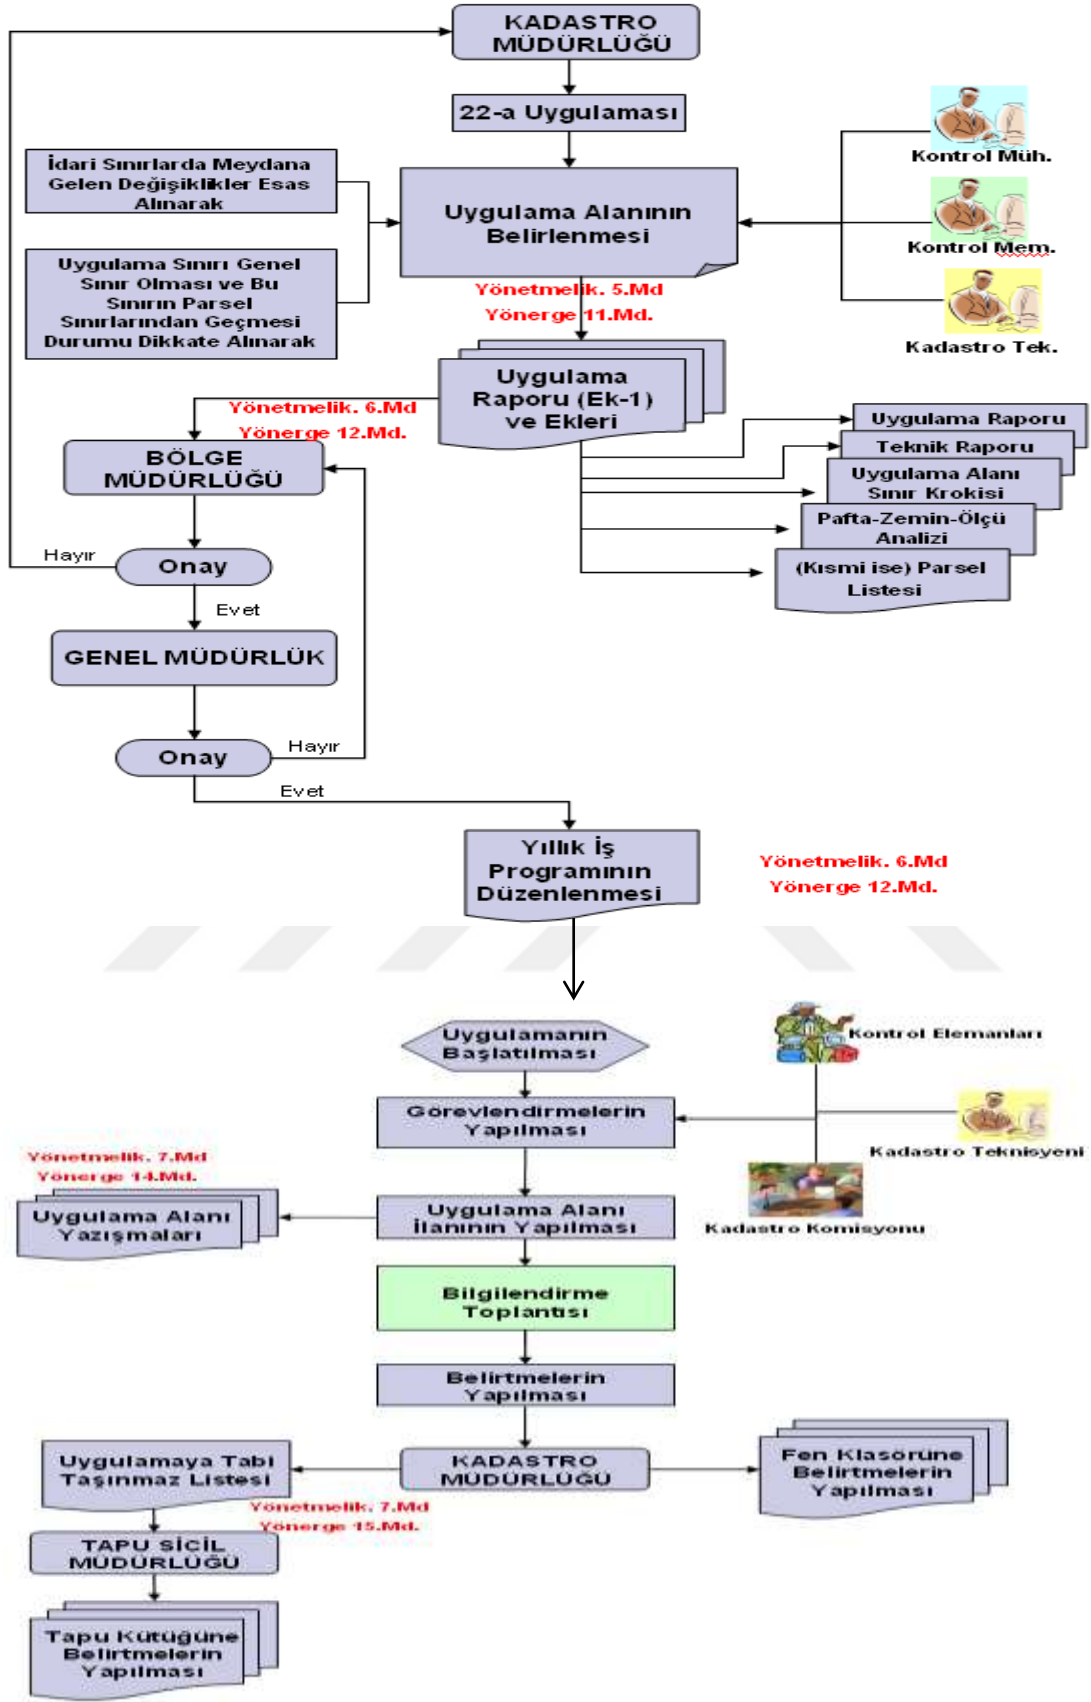 KADASTRO
MÜDÜRLÜĞÜ
22-a Uygulaması
İdari Sınırlarda Meydana
Gelen Değişiklikler Esas
Alınarak
Uygulama Alanının
Belirlenmesi
Kontrol Müh.
Kontrol Mem.
Kadastro Tek.
Uygulama Sınırı Genel
Sınır Olması ve Bu
Sınırın Parsel
Sınırlarından Geçmesi
Durumu Dikkate Alınarak
Yönetmelik. 5.Md
Yönerge 11.Md.
Uygulama
Raporu (Ek-1)
ve Ekleri
Yönetmelik. 6.Md
Yönerge 12.Md.
Uygulama Raporu
Teknik Raporu
Uygulama Alanı
Sınır Krokisi
Pafta-Zemin-Ölçü
Analizi
(Kısmi ise) Parsel
Listesi
BÖLGE
MÜDÜRLÜĞÜ
Hayır
Onay
Evet
GENEL MÜDÜRLÜK
Onay
Hayır
Evet
Yıllık İş
Programının
Düzenlenmesi
Yönetmelik. 6.Md
Yönerge 12.Md.
Uygulamanın
Başlatılması
Kontrol Elemanları
Görevlendirmelerin
Yapılması
Kadastro Teknisyeni
Kadastro Komisyonu
Yönetmelik. 7.Md
Yönerge 14.Md.
Uygulama Alanı
Yazışmaları
Uygulama Alanı
İlanının Yapılması
Bilgilendirme
Toplantısı
Belirtmelerin
Yapılması
KADASTRO
MÜDÜRLÜĞÜ
Uygulamaya Tabi
Taşınmaz Listesi
Fen Klasörüne
Belirtmelerin
Yapılması
Yönetmelik. 7.Md
Yönerge 15.Md.
TAPU SİCİL
MÜDÜRLÜĞÜ
Tapu Kütüğüne
Belirtmelerin
Yapılması